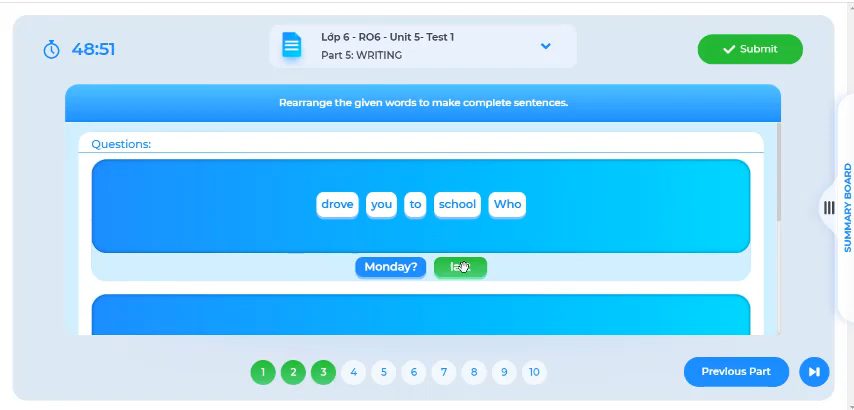 48:51
Lớp 6 - RO6 - Unit 5- Test 1
Part 5: WRITING
Submit
Rearrange the given words to make complete sentences.
Questions:
drove you to school Who
Monday?
1 2 3 4 5 6 7 8 9 10
Previous Part
SUMMARY BOARD